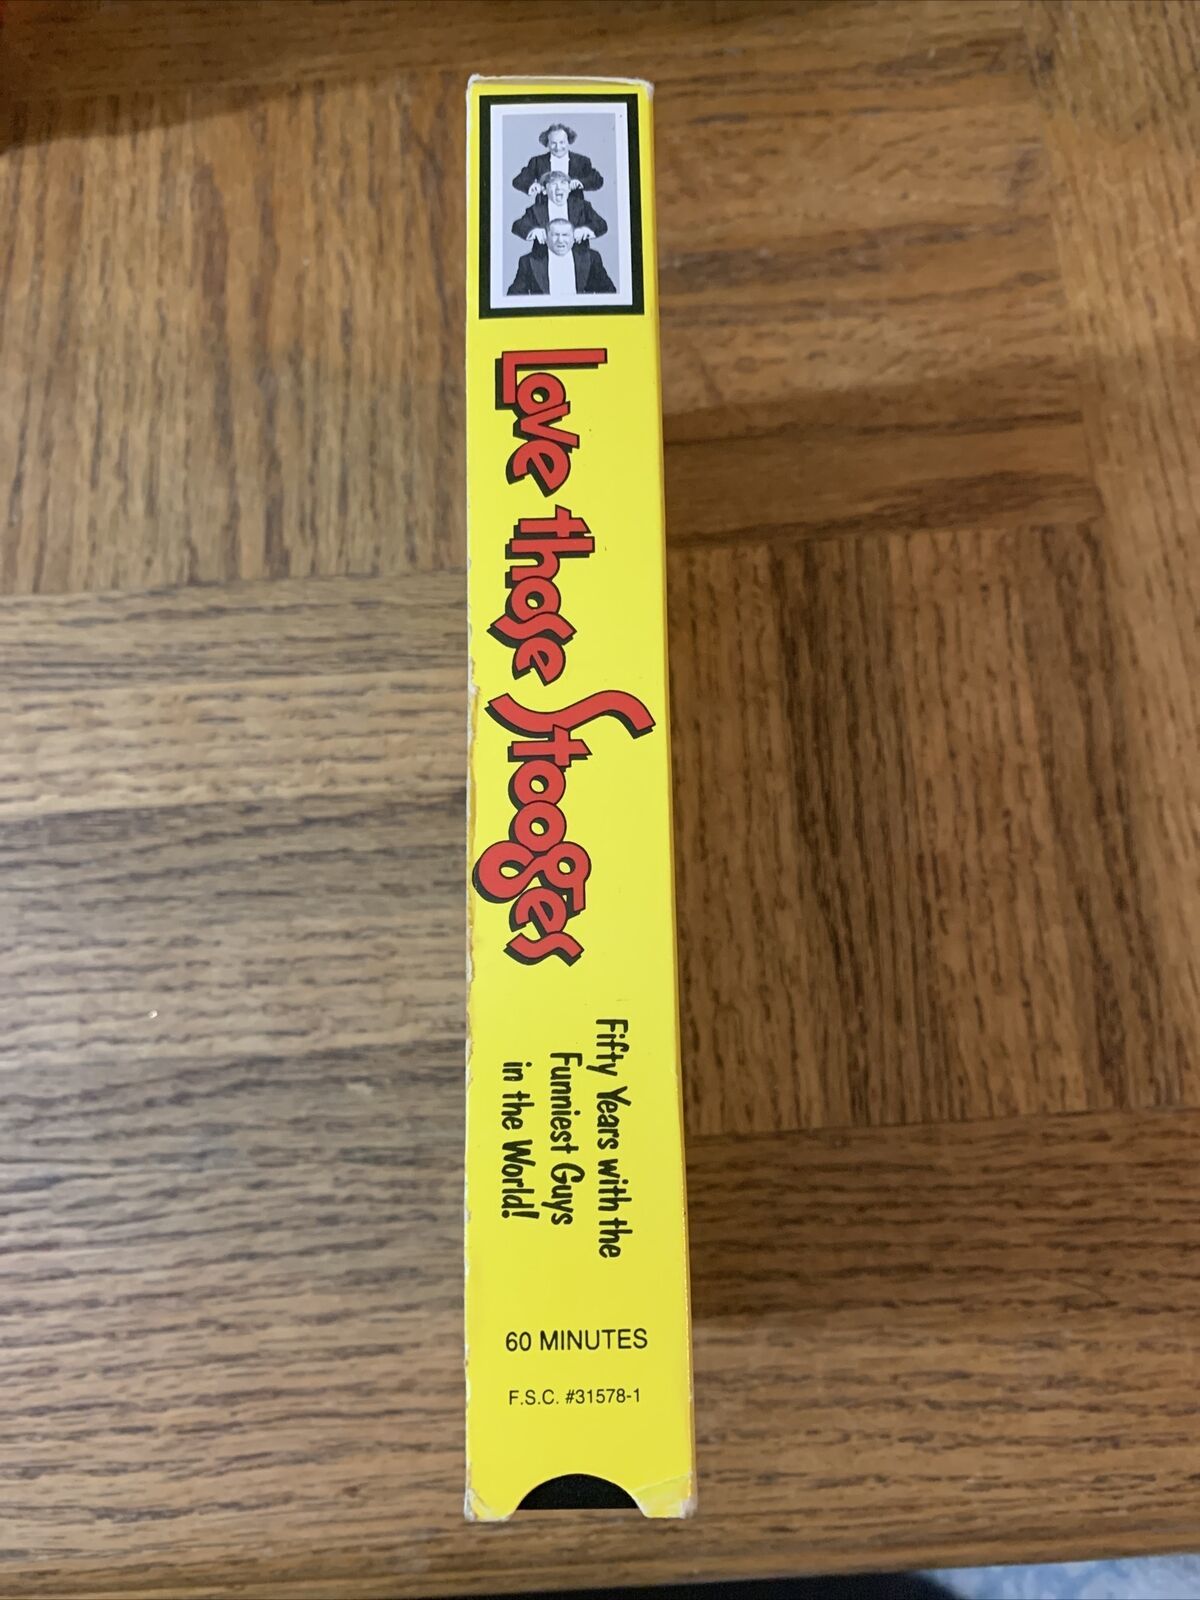 Love those Stooges
Fifty Years with the
Funniest Guys
in the World!
60 MINUTES
F.S.C. #31578-1